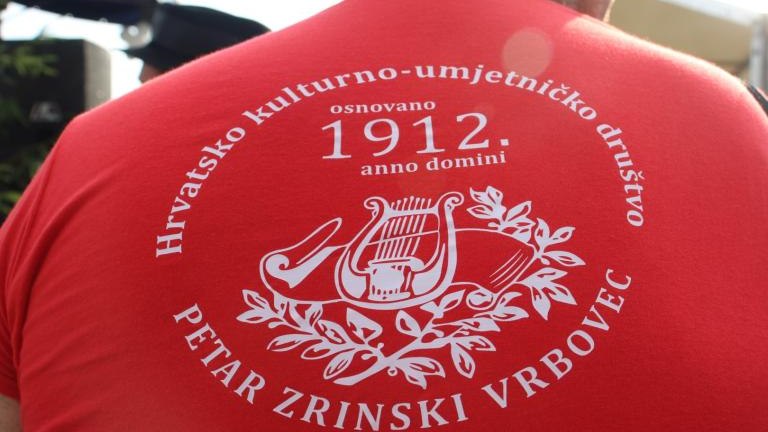 Hrvatsko kulturno-umjetničko društvo
osnovano
1912.
anno domini
PETAR ZRINSKI VRBOVEC